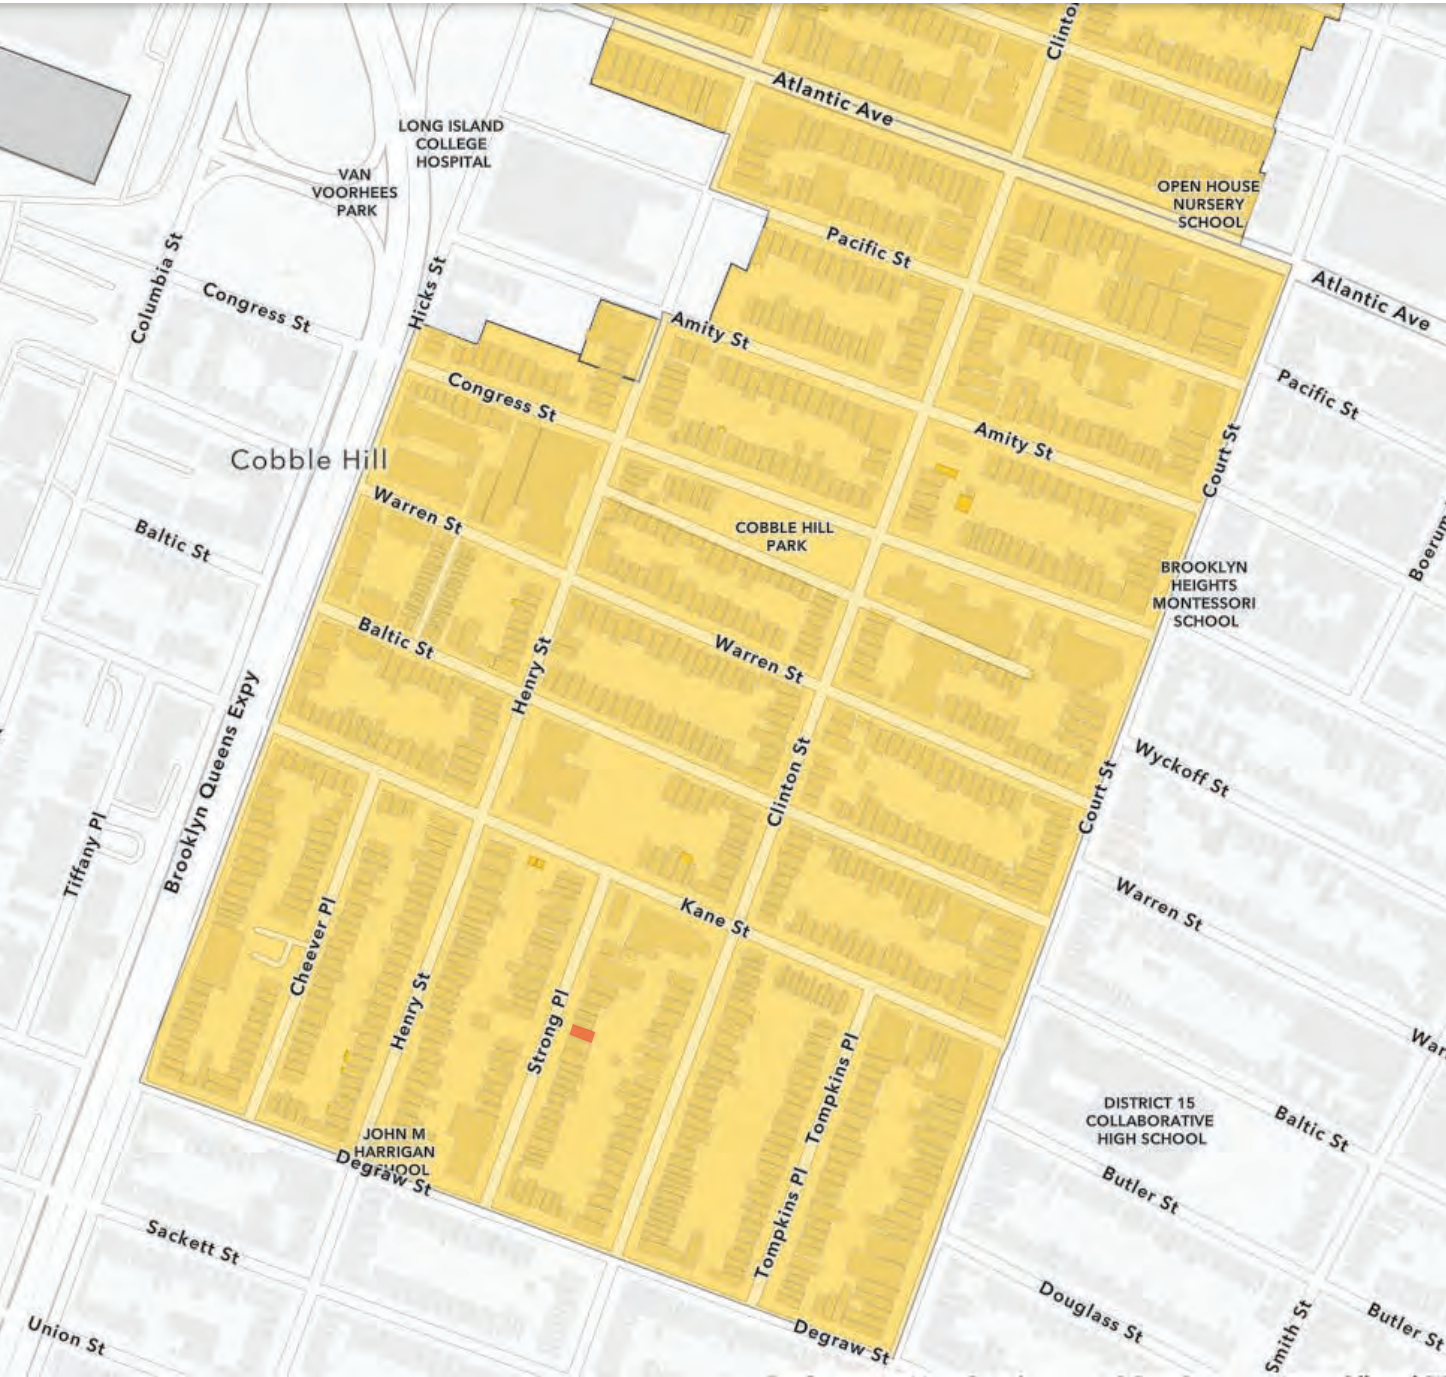 Clinto
Atlantic Ave
LONG ISLAND
COLLEGE
HOSPITAL
VAN
VOORHEES
PARK
OPEN HOUSE
NURSERY
SCHOOL
Pacific St
Columbia St
Congress St
Hicks St
Atlantic Ave
Amity St
Congress St
Pacific St
Amity St
Court St
Cobble Hill
Warren St
COBBLE HILL
PARK
Baltic St
BROOKLYN
HEIGHTS
MONTESSORI
SCHOOL
Boerum
Baltic St
Henry St
Warren St
Brooklyn Queens Expy
Clinton St
Court St
Wyckoff St
Tiffany Pl
Warren St
Kane St
Cheever Pl
Henry St
Strong Pl
Tompkins Pl
War
DISTRICT 15
COLLABORATIVE
HIGH SCHOOL
Baltic St
JOHN M
HARRIGAN
HOOL
Degraw St
Butler St
Tompkins Pl
Sackett St
Union St
Degraw St
Douglass St
Smith St
Butler St